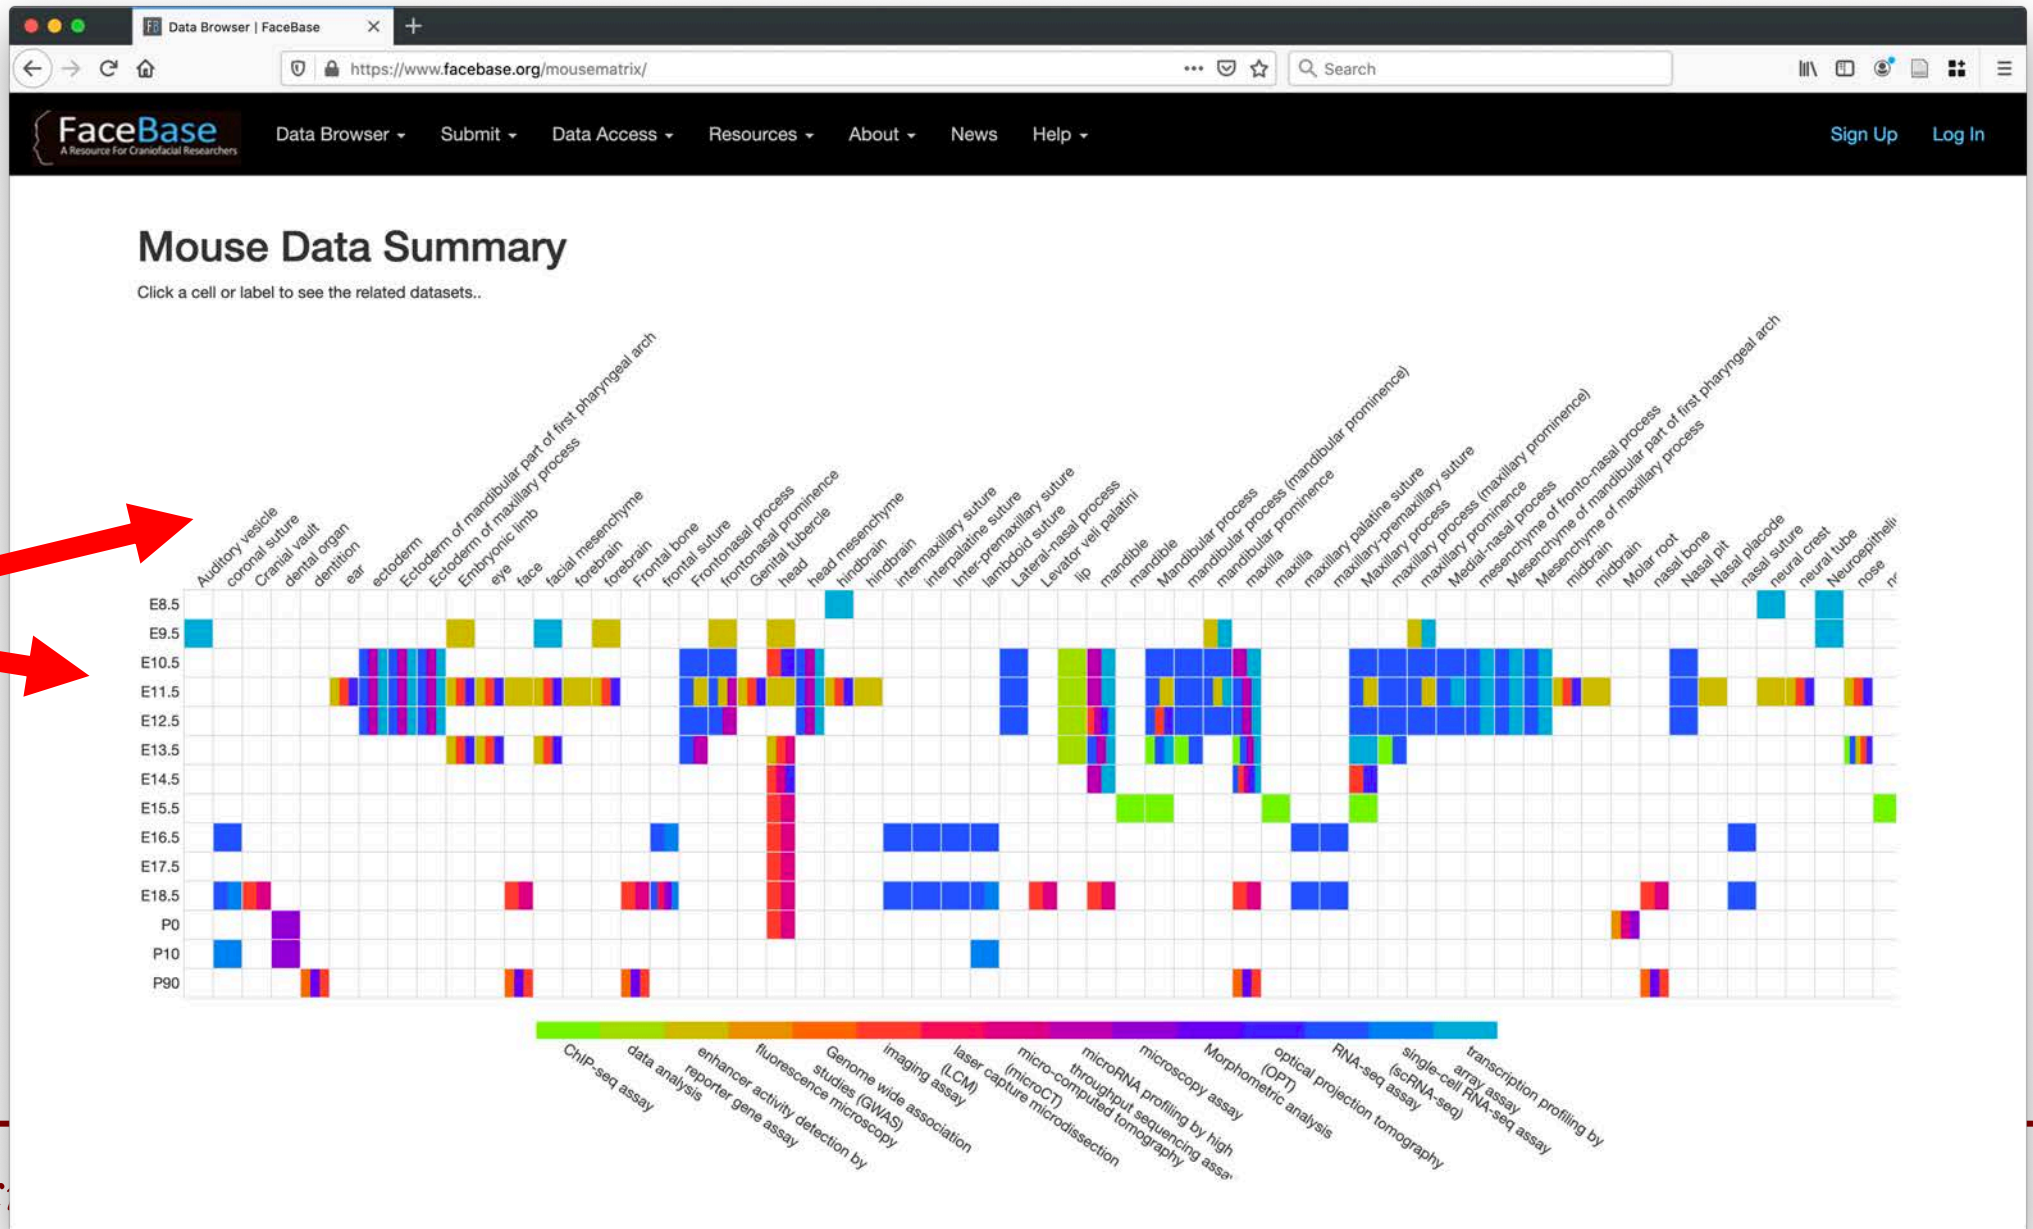 Data Browser | FaceBase
https://www.facebase.org/mousematrix/
Search
FaceBase
A Resource For Craniofacial Researchers
Data Browser
Submit
Data Access
Resources
About
News
Help
Sign Up
Log In
Mouse Data Summary
Click a cell or label to see the related datasets..
Auditory vesicle
coronal suture
Cranial vault
dental organ
dentition
ear
ectoderm
Ectoderm of mandibular part of first pharyngeal arch
Ectoderm of maxillary process
Embryonic limb
eye
face
facial mesenchyme
forebrain
forebrain
Frontal bone
frontal suture
Frontonasal process
frontonasal prominence
Genital tubercle
head
head mesenchyme
hindbrain
hindbrain
intermaxillary suture
interpalatine suture
Inter-premaxillary suture
lambdoid suture
Lateral-nasal process
Levator veli palatini
lip
mandible
mandible
Mandibular process
mandibular process (mandibular prominence)
mandibular prominence
maxilla
maxilla
maxillary palatine suture
maxillary-premaxillary suture
Maxillary process
maxillary process (maxillary prominence)
maxillary prominence
Medial-nasal process
mesenchyme of fronto-nasal process
Mesenchyme of mandibular part of first pharyngeal arch
Mesenchyme of maxillary process
midbrain
midbrain
Molar root
nasal bone
Nasal pit
Nasal placode
nasal suture
neural crest
neural tube
Neuroepitheli
nose
E8.5
E9.5
E10.5
E11.5
E12.5
E13.5
E14.5
E15.5
E16.5
E17.5
E18.5
P0
P10
P90
ChIP-seq assay
data analysis
enhancer activity detection by
reporter gene assay
fluorescence microscopy
Genome wide association
studies (GWAS)
imaging assay
laser capture microdissection
(LCM)
micro-computed tomography
(microCT)
microRNA profiling by high
throughput sequencing assay
microscopy assay
Morphometric analysis
optical projection tomography
(OPT)
RNA-seq assay
single-cell RNA-seq assay
(scRNA-seq)
transcription profiling by
array assay